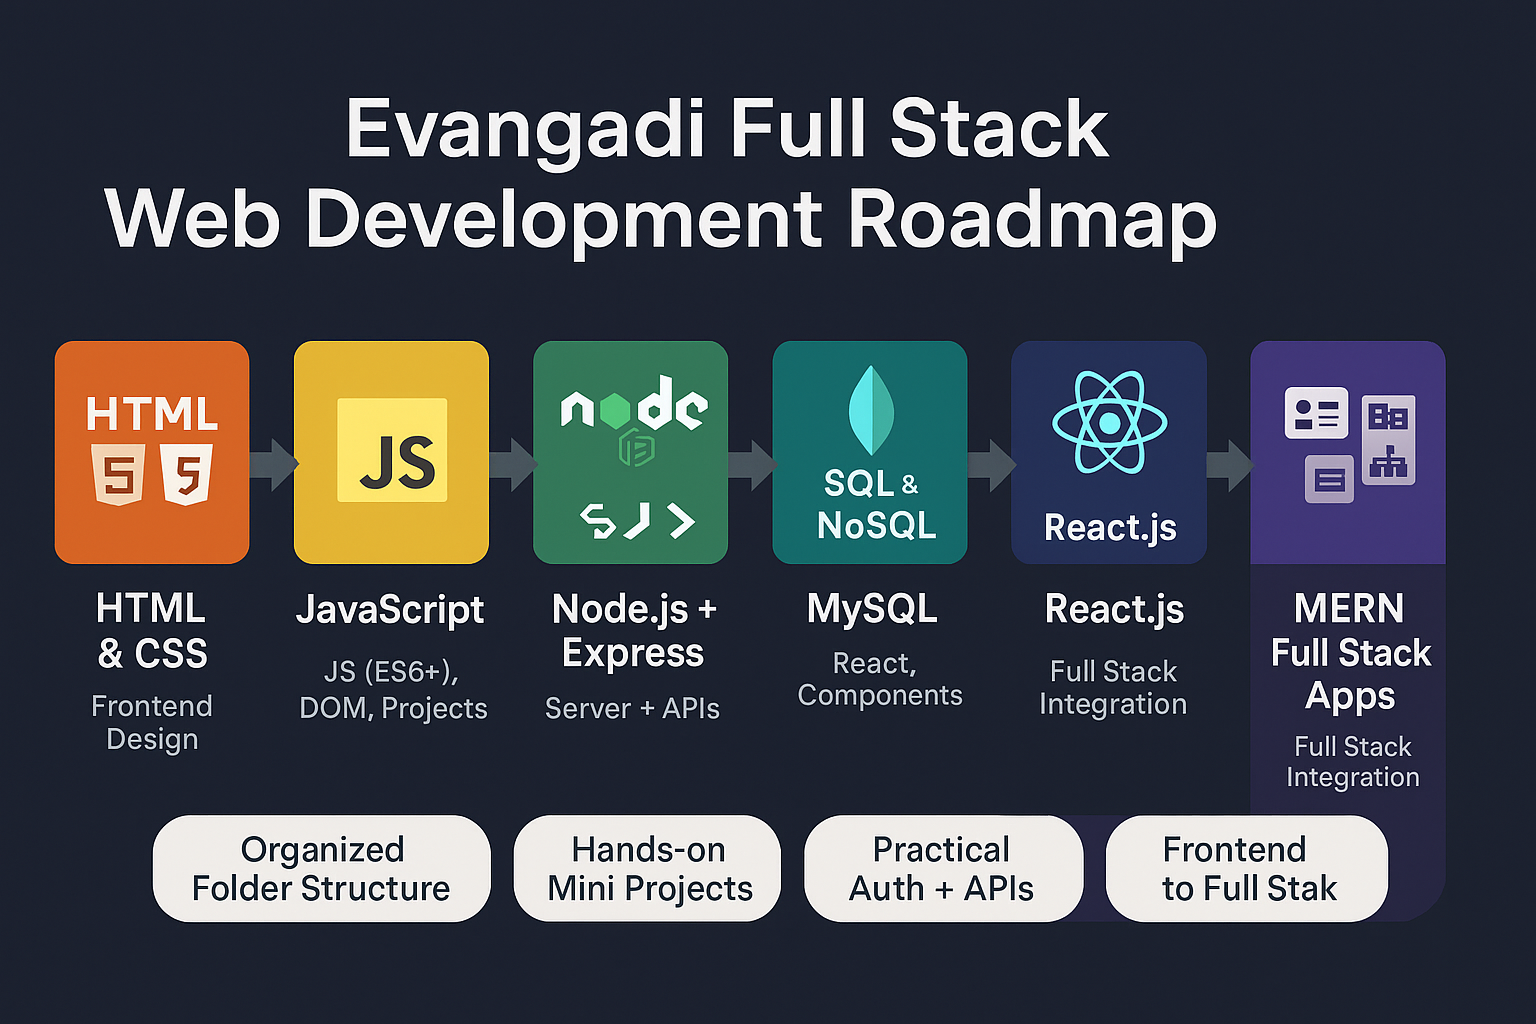 Evangadi Full Stack
Web Development Roadmap
HTML
5 5
JS
node
SJ>
SQL &
NoSQL
React.js
HTML
& CSS
Frontend
Design
JavaScript
JS (ES6+),
DOM, Projects
Node.js +
Express
Server + APIs
MySQL
React,
Components
React.js
Full Stack
Integration
MERN
Full Stack
Apps
Full Stack
Integration
Organized
Folder Structure
Hands-on
Mini Projects
Practical
Auth + APIs
Frontend
to Full Stak